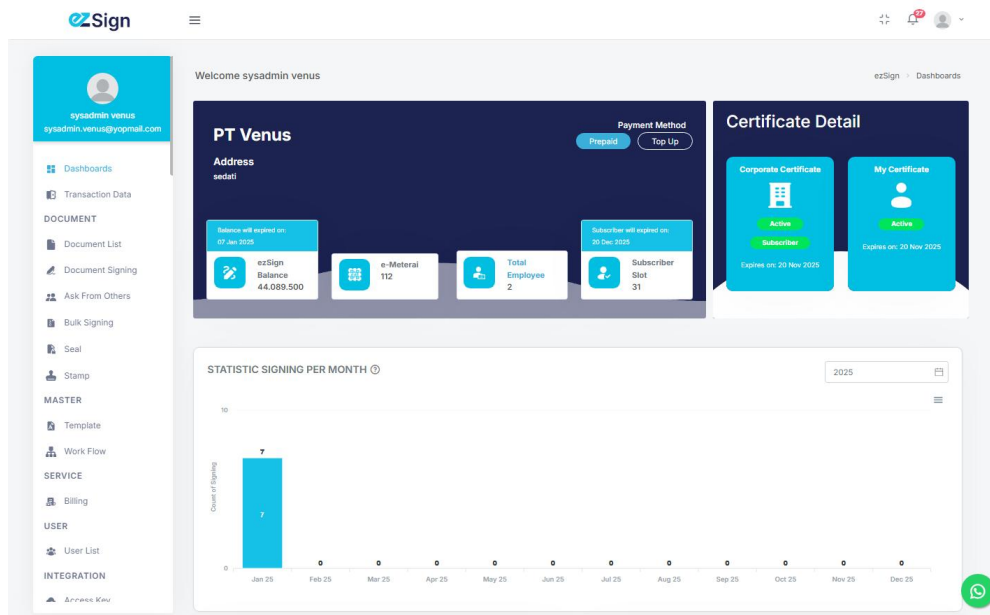 ezSign
27
sysadmin venus
sysadmin.venus@yopmail.com
Dashboards
Transaction Data
DOCUMENT
Document List
Document Signing
Ask From Others
Bulk Signing
Seal
Stamp
MASTER
Template
Work Flow
SERVICE
Billing
USER
User List
INTEGRATION
Access Key
Welcome sysadmin venus
ezSign
Dashboards
PT Venus
Address
sedati
Payment Method
Prepaid
Top Up
Balance will expired on:
07 Jan 2025
ezSign
Balance
44.089.500
e-Meterai
112
Total
Employee
2
Subscriber will expired on:
20 Dec 2025
Subscriber
Slot
31
Certificate Detail
Corporate Certificate
Active
Subscriber
Expires on: 20 Nov 2025
My Certificate
Active
Expires on: 20 Nov 2025
STATISTIC SIGNING PER MONTH
2025
10
Count of Signing
0
7
7
0
0
0
0
0
0
0
0
0
0
0
Jan 25
Feb 25
Mar 25
Apr 25
May 25
Jun 25
Jul 25
Aug 25
Sep 25
Oct 25
Nov 25
Dec 25